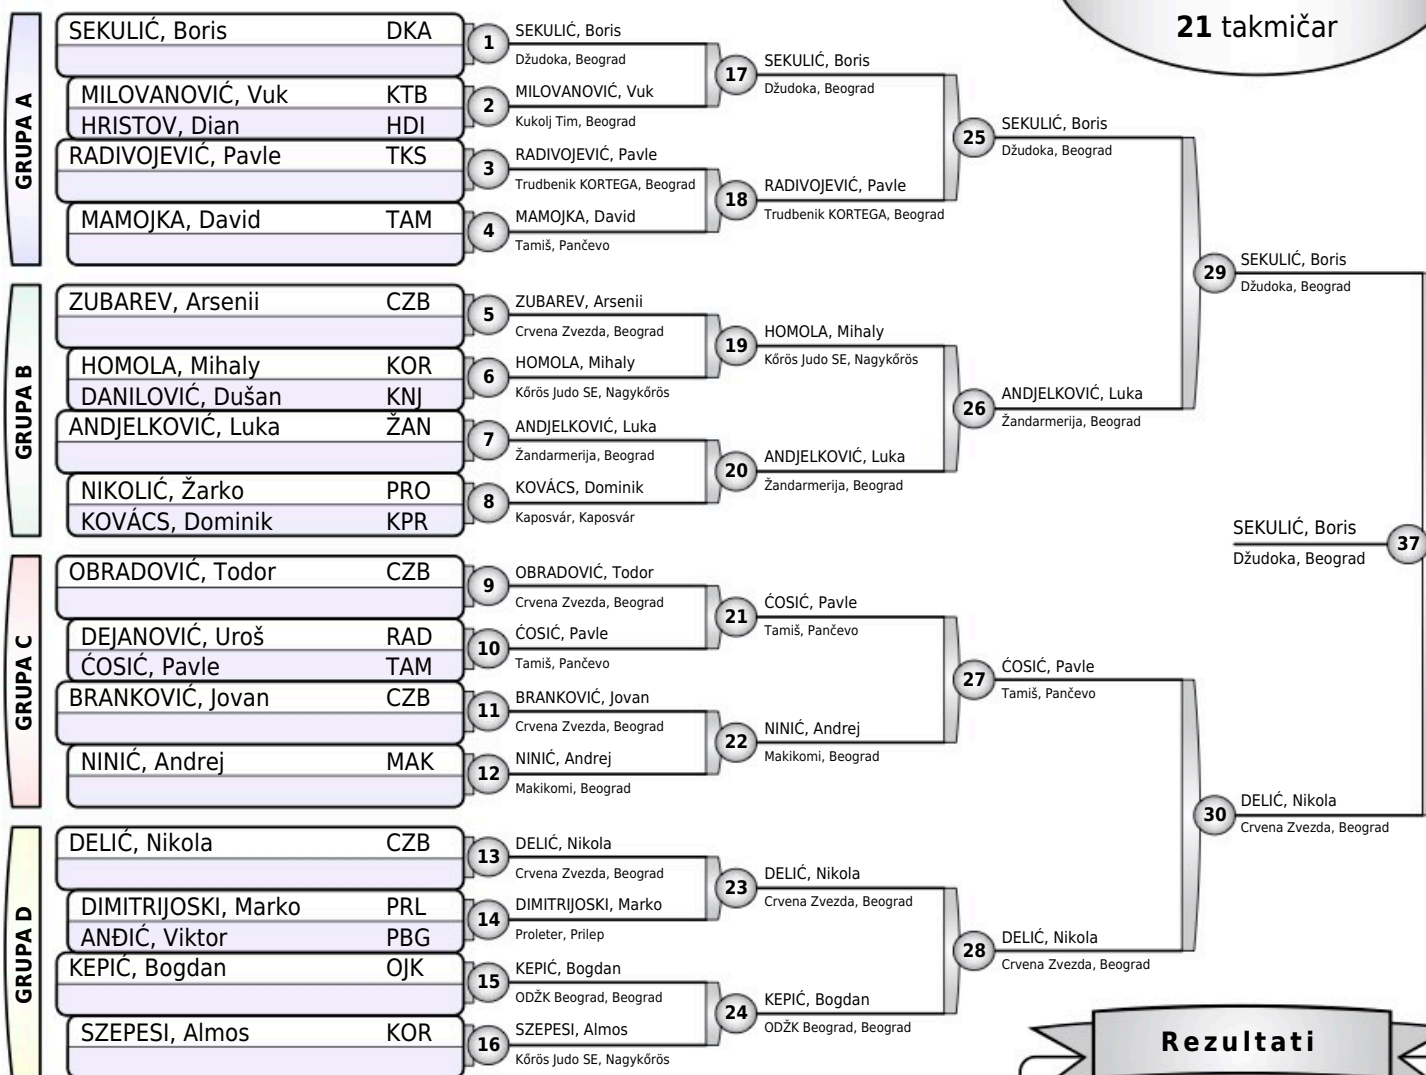 21 takmičar
GRUPA A
SEKULIĆ, Boris DKA
MILOVANOVIĆ, Vuk KTB
HRISTOV, Dian HDI
RADIVOJEVIĆ, Pavle TKS
MAMOJKA, David TAM
GRUPA B
ZUBAREV, Arsenii CZB
HOMOLA, Mihaly KOR
DANILOVIĆ, Dušan KNJ
ANDJELKOVIĆ, Luka ŽAN
NIKOLIĆ, Žarko PRO
KOVÁCS, Dominik KPR
GRUPA C
OBRADOVIĆ, Todor CZB
DEJANOVIĆ, Uroš RAD
ĆOSIĆ, Pavle TAM
BRANKOVIĆ, Jovan CZB
NINIĆ, Andrej MAK
GRUPA D
DELIĆ, Nikola CZB
DIMITRIJOSKI, Marko PRL
ANĐIĆ, Viktor PBG
KEPIĆ, Bogdan OJK
SZEPESI, Almos KOR
1 SEKULIĆ, Boris
Džudoka, Beograd
2 MILOVANOVIĆ, Vuk
Kukolj Tim, Beograd
3 RADIVOJEVIĆ, Pavle
Trudbenik KORTEGA, Beograd
4 MAMOJKA, David
Tamiš, Pančevo
5 ZUBAREV, Arsenii
Crvena Zvezda, Beograd
6 HOMOLA, Mihaly
Kőrös Judo SE, Nagykőrös
7 ANDJELKOVIĆ, Luka
Žandarmerija, Beograd
8 KOVÁCS, Dominik
Kaposvár, Kaposvár
9 OBRADOVIĆ, Todor
Crvena Zvezda, Beograd
10 ĆOSIĆ, Pavle
Tamiš, Pančevo
11 BRANKOVIĆ, Jovan
Crvena Zvezda, Beograd
12 NINIĆ, Andrej
Makikomi, Beograd
13 DELIĆ, Nikola
Crvena Zvezda, Beograd
14 DIMITRIJOSKI, Marko
Proleter, Prilep
15 KEPIĆ, Bogdan
ODŽK Beograd, Beograd
16 SZEPESI, Almos
Kőrös Judo SE, Nagykőrös
17 SEKULIĆ, Boris
Džudoka, Beograd
18 RADIVOJEVIĆ, Pavle
Trudbenik KORTEGA, Beograd
19 HOMOLA, Mihaly
Kőrös Judo SE, Nagykőrös
20 ANDJELKOVIĆ, Luka
Žandarmerija, Beograd
21 ĆOSIĆ, Pavle
Tamiš, Pančevo
22 NINIĆ, Andrej
Makikomi, Beograd
23 DELIĆ, Nikola
Crvena Zvezda, Beograd
24 KEPIĆ, Bogdan
ODŽK Beograd, Beograd
25 SEKULIĆ, Boris
Džudoka, Beograd
26 ANDJELKOVIĆ, Luka
Žandarmerija, Beograd
27 ĆOSIĆ, Pavle
Tamiš, Pančevo
28 DELIĆ, Nikola
Crvena Zvezda, Beograd
29 SEKULIĆ, Boris
Džudoka, Beograd
30 DELIĆ, Nikola
Crvena Zvezda, Beograd
SEKULIĆ, Boris 37
Džudoka, Beograd
Rezultati